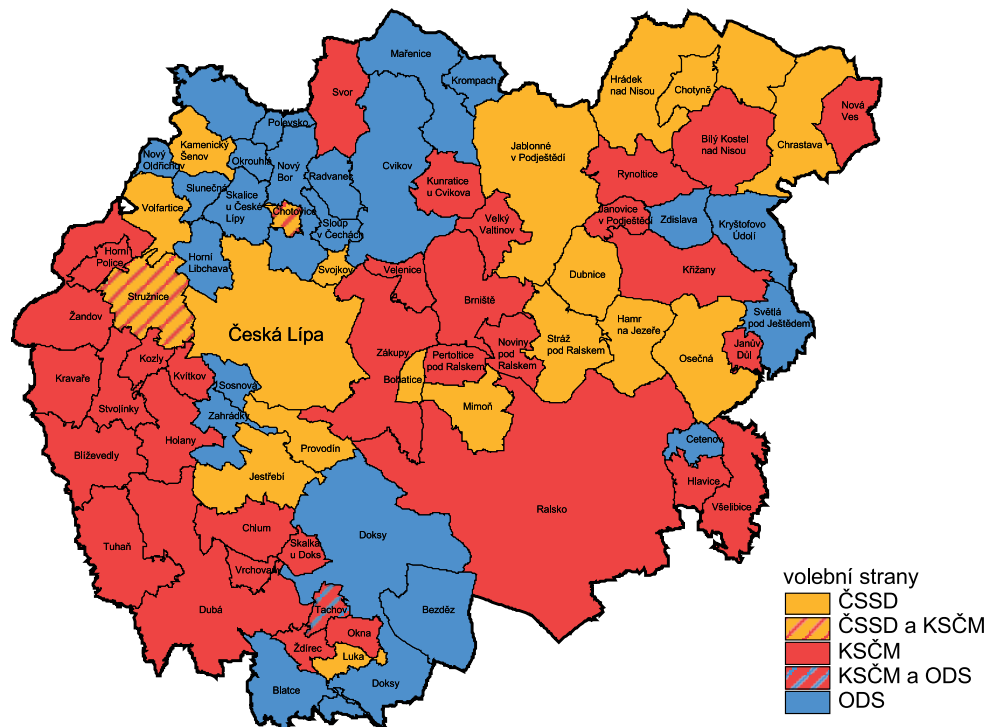 Mařenice
Krompach
Svor
Hrádek
nad Nisou
Chotyně
Nová
Ves
Polevsko
Kamenický
Šenov
Nový
Oldřichov
Okrouhlá
Nový
Bor
Radvanec
Cvikov
Jablonné
v Podještědí
Bílý Kostel
nad Nisou
Chrastava
Kunratice
u Cvikova
Rynoltice
Slunečná
Skalice
u České
Lípy
Volfartice
Chotovice
Sloup
v Čechách
Velký
Valtinov
Janovice
v Podještědí
Zdislava
Kryštofovo
Údolí
Horní
Police
Horní
Libchava
Svojkov
Velenice
Dubnice
Křižany
Stružnice
Brniště
Žandov
Česká Lípa
Hamr
na Jezeře
Světlá
pod Ještědem
Stráž
pod Ralskem
Noviny
pod
Ralskem
Janův
Důl
Osečná
Zákupy
Pertoltice
pod Ralskem
Kozly
Kravaře
Kvítkov
Sosnová
Bohatice
Stvolínky
Zahrádky
Mimoň
Holany
Provodín
Cetenov
Blíževedly
Jestřebí
Hlavice
Všelibice
Ralsko
Chlum
Doksy
Skalka
u Doks
Tuhaň
Vrchovany
Dubá
Tachov
Bezděz
Okna
Ždírec
Luka
Doksy
Blatce
volební strany
ČSSD
ČSSD a KSČM
KSČM
KSČM a ODS
ODS